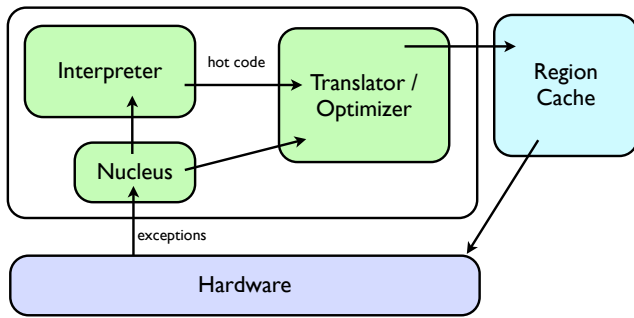 Interpreter
hot code
Translator /
Optimizer
Region
Cache
Nucleus
exceptions
Hardware